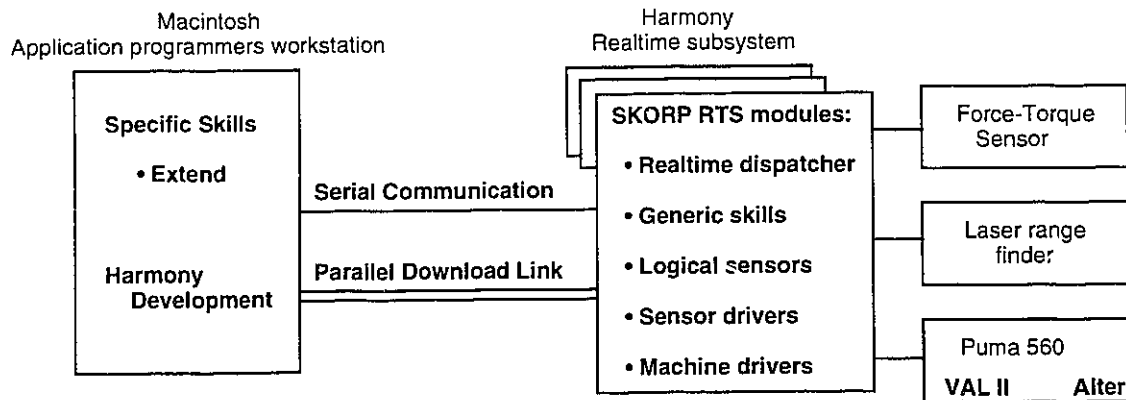 Macintosh
Application programmers workstation
Harmony
Realtime subsystem
Specific Skills
• Extend
Harmony
Development
Serial Communication
Parallel Download Link
SKORP RTS modules:
• Realtime dispatcher
• Generic skills
• Logical sensors
• Sensor drivers
• Machine drivers
Force-Torque
Sensor
Laser range
finder
Puma 560
VAL II Alter